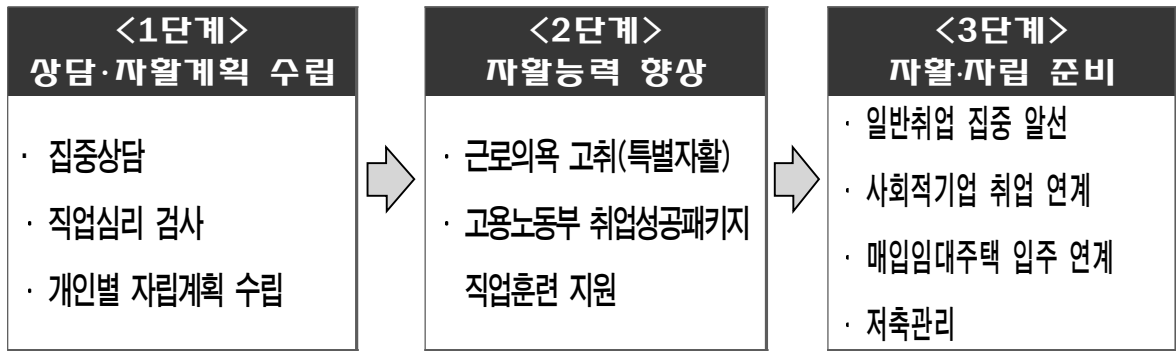 <1단계>
상담·자활계획 수립
· 집중상담
· 직업심리 검사
· 개인별 자립계획 수립
<2단계>
자활능력 향상
· 근로의욕 고취(특별자활)
· 고용노동부 취업성공패키지
직업훈련 지원
<3단계>
자활·자립 준비
· 일반취업 집중 알선
· 사회적기업 취업 연계
· 매입임대주택 입주 연계
· 저축관리